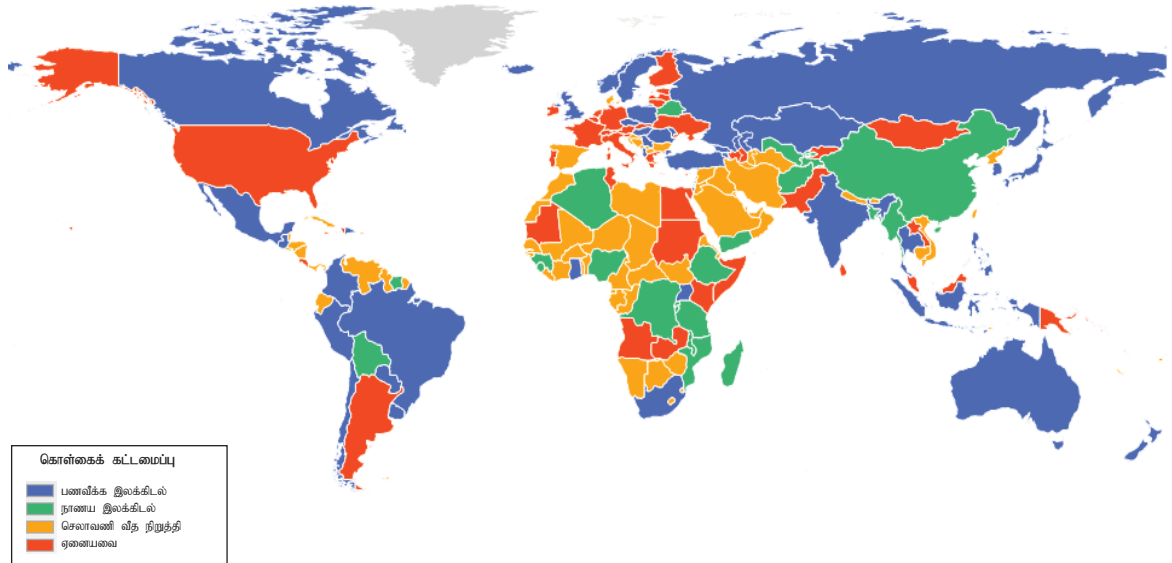 கொள்கைக் கட்டமைப்பு
பணவீக்க இலக்கிடல்
நாணய இலக்கிடல்
செலாவணி வீத நிறுத்தி
ஏனையவை